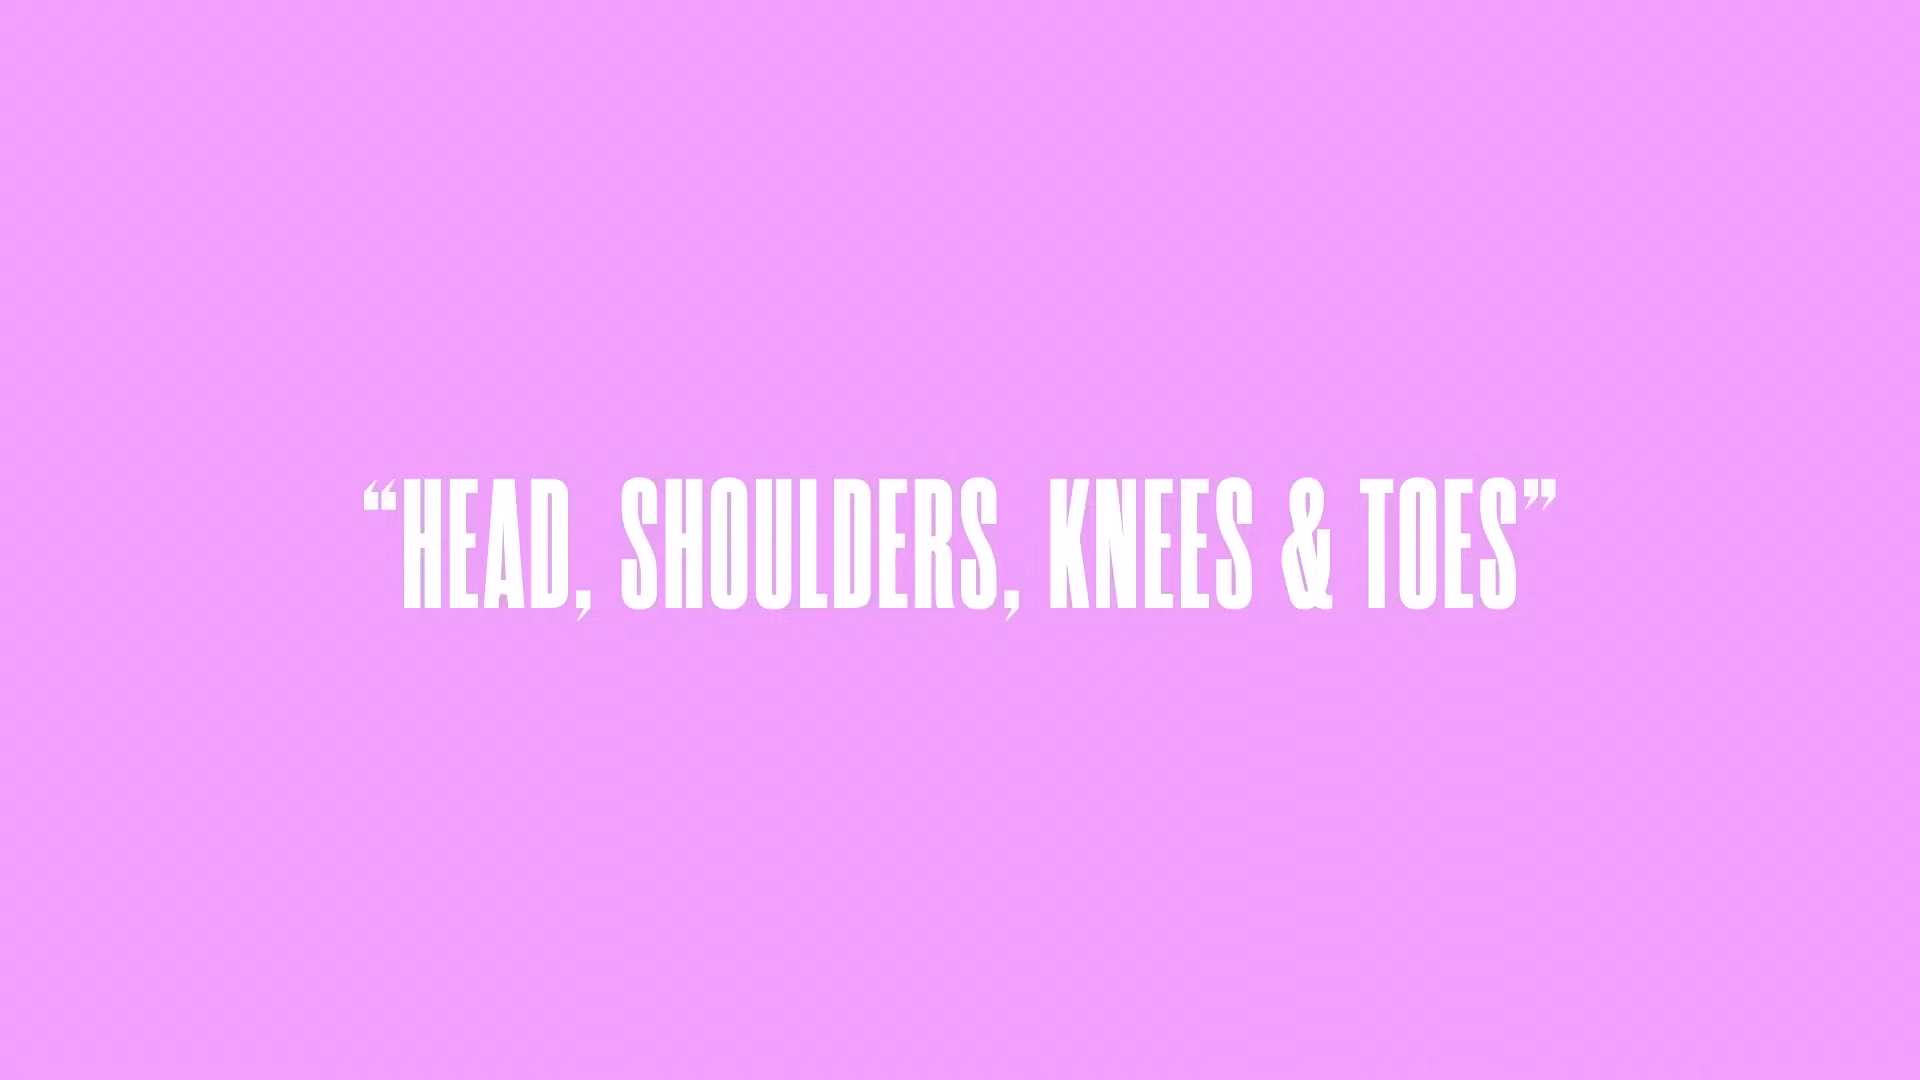 “HEAD, SHOULDERS, KNEES & TOES”